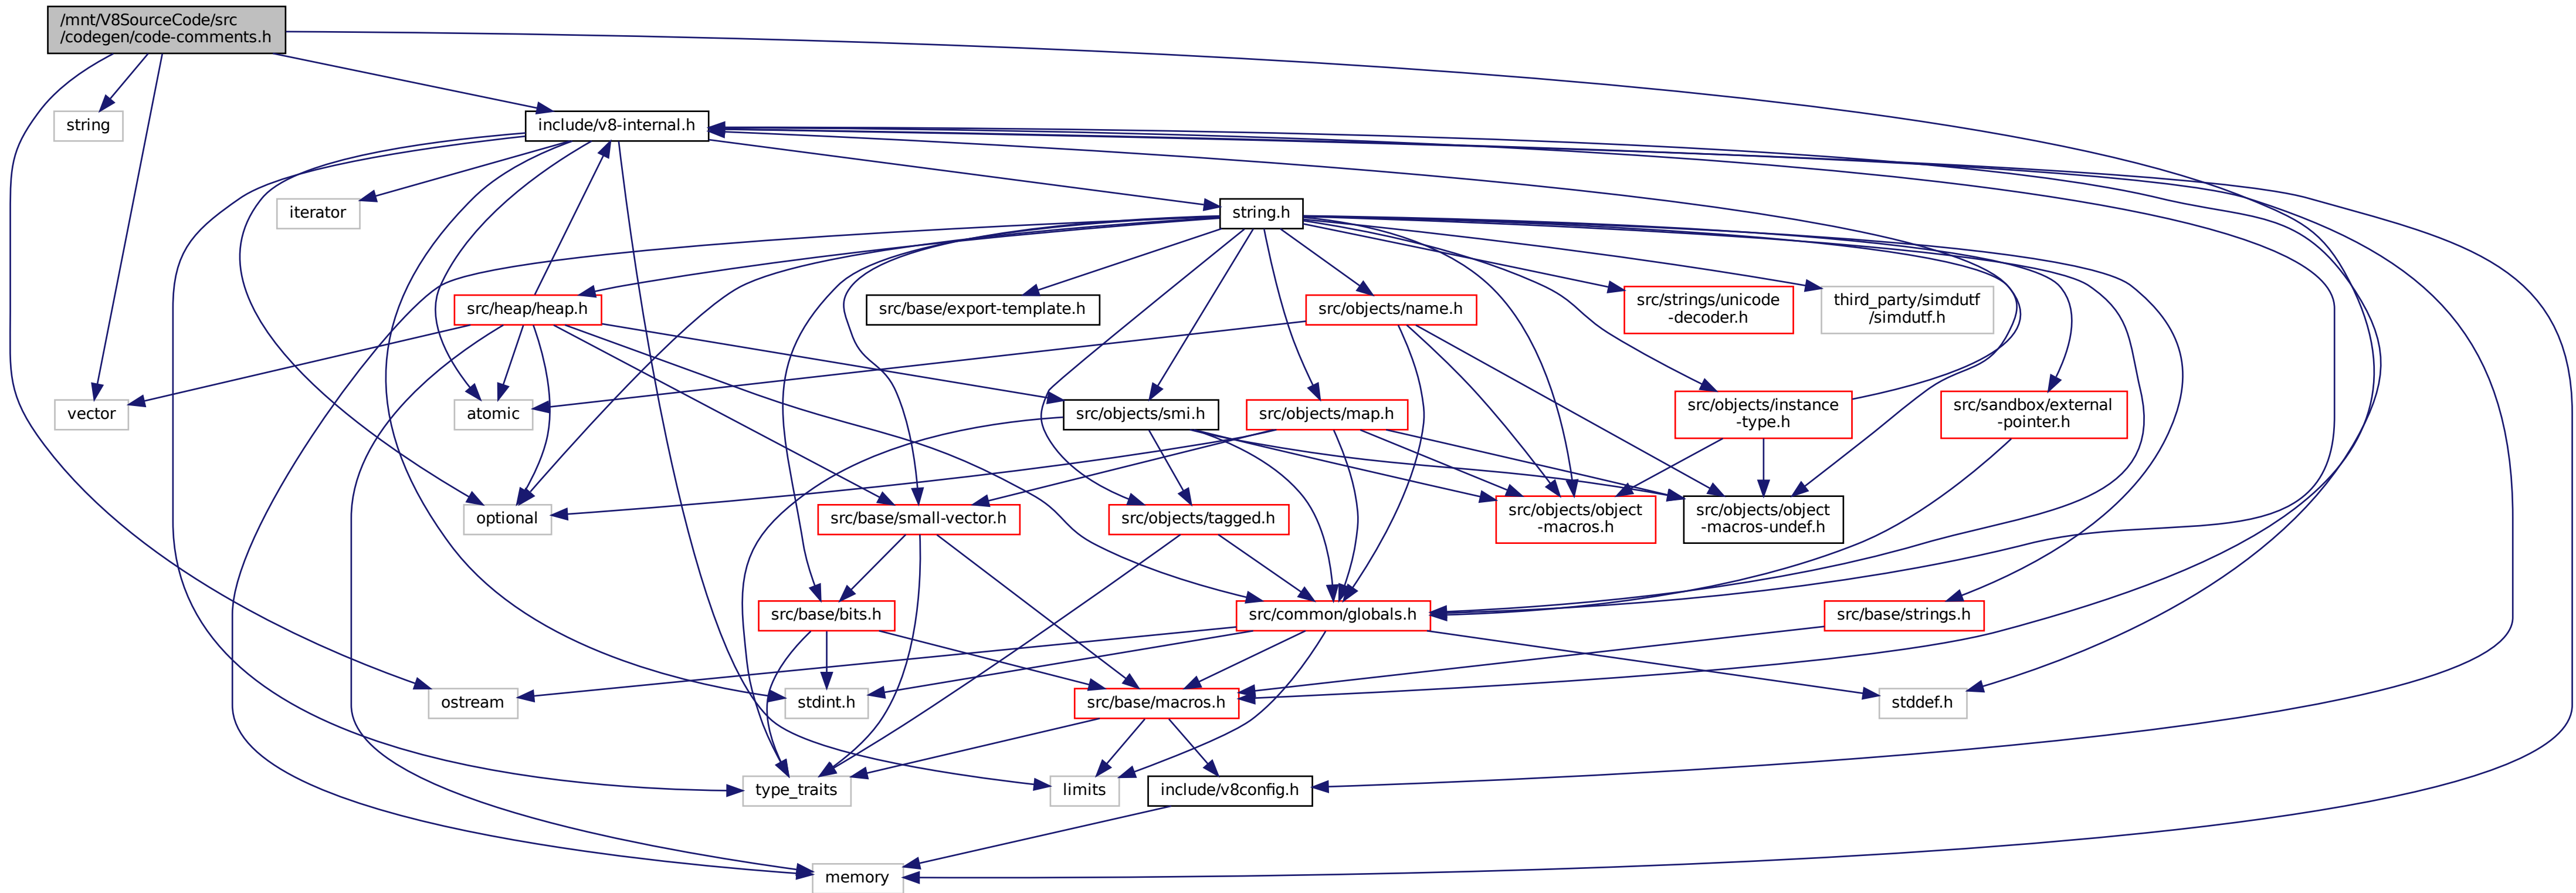 /mnt/V8SourceCode/src
/codegen/code-comments.h
string
include/v8-internal.h
iterator
string.h
src/heap/heap.h
src/base/export-template.h
src/objects/name.h
src/strings/unicode
-decoder.h
third_party/simdutf
/simdutf.h
vector
atomic
src/objects/smi.h
src/objects/map.h
src/objects/instance
-type.h
src/sandbox/external
-pointer.h
optional
src/base/small-vector.h
src/objects/tagged.h
src/objects/object
-macros.h
src/objects/object
-macros-undef.h
src/base/bits.h
src/common/globals.h
src/base/strings.h
ostream
stdint.h
src/base/macros.h
stddef.h
type_traits
limits
include/v8config.h
memory